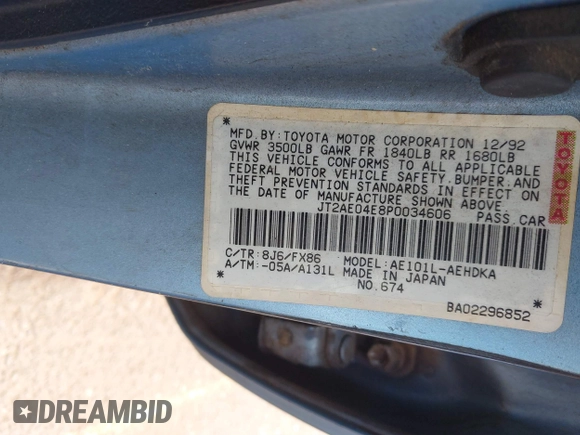 MFD.BY:TOYOTA MOTOR CORPORATION 12/92
GVWR 3500LB GAWR FR 1840LB RR 1680LB
THIS VEHICLE CONFORMS TO ALL APPLICABLE
FEDERAL MOTOR VEHICLE SAFETY,BUMPER,AND
THEFT PREVENTION STANDARDS IN EFFECT ON
THE DATE OF MANUFACTURE SHOWN ABOVE
JT2AE04E8P0034606 PASS.CAR
TOYOTA
C/TR:8J6/FX86 MODEL:AE101L-AEHDKA
A/TM:-05A/A131L MADE IN JAPAN
NO.674
BA02296852
DREAMBID